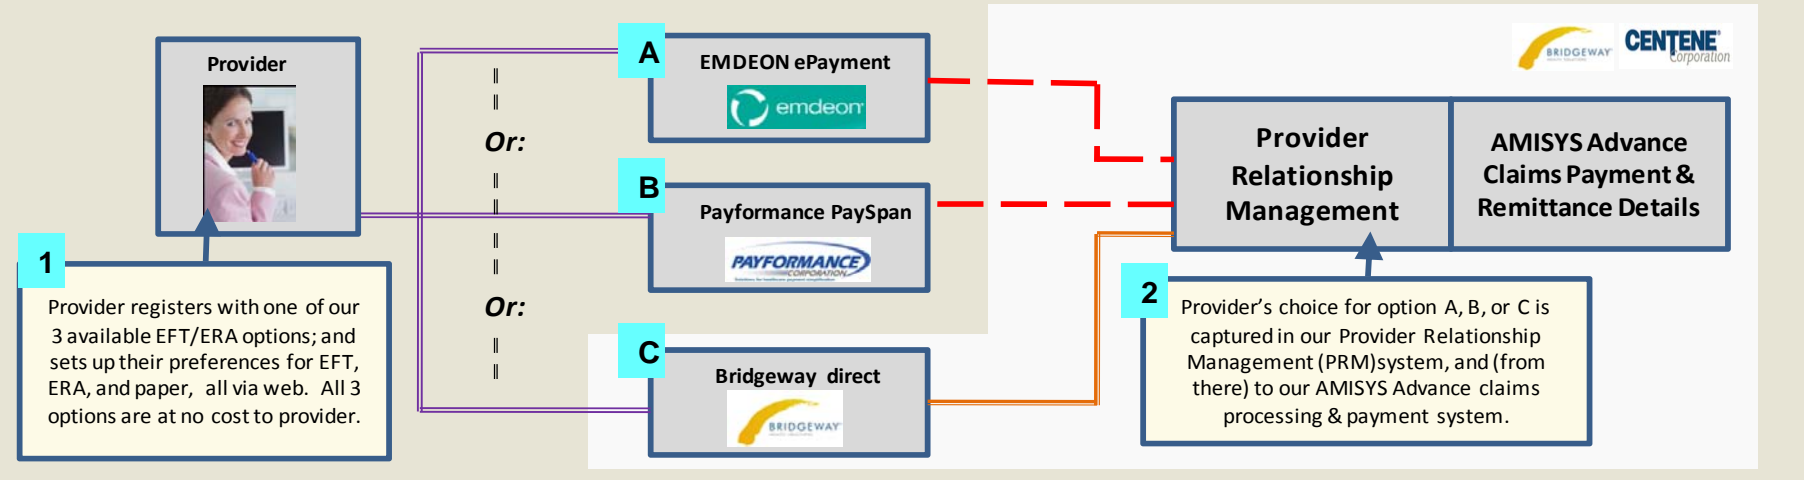 Provider
1
Provider registers with one of our
3 available EFT/ERA options; and
sets up their preferences for EFT,
ERA, and paper, all via web. All 3
options are at no cost to provider.
Or:
Or:
A
EMDEON ePayment
emdeon
B
Payformance PaySpan
PAYFORMANCE
CORPORATION
C
Bridgeway direct
BRIDGEWAY
BRIDGEWAY
CENTENE
Corporation
Provider
Relationship
Management
AMISYS Advance
Claims Payment &
Remittance Details
2
Provider’s choice for option A, B, or C is
captured in our Provider Relationship
Management (PRM)system, and (from
there) to our AMISYS Advance claims
processing & payment system.